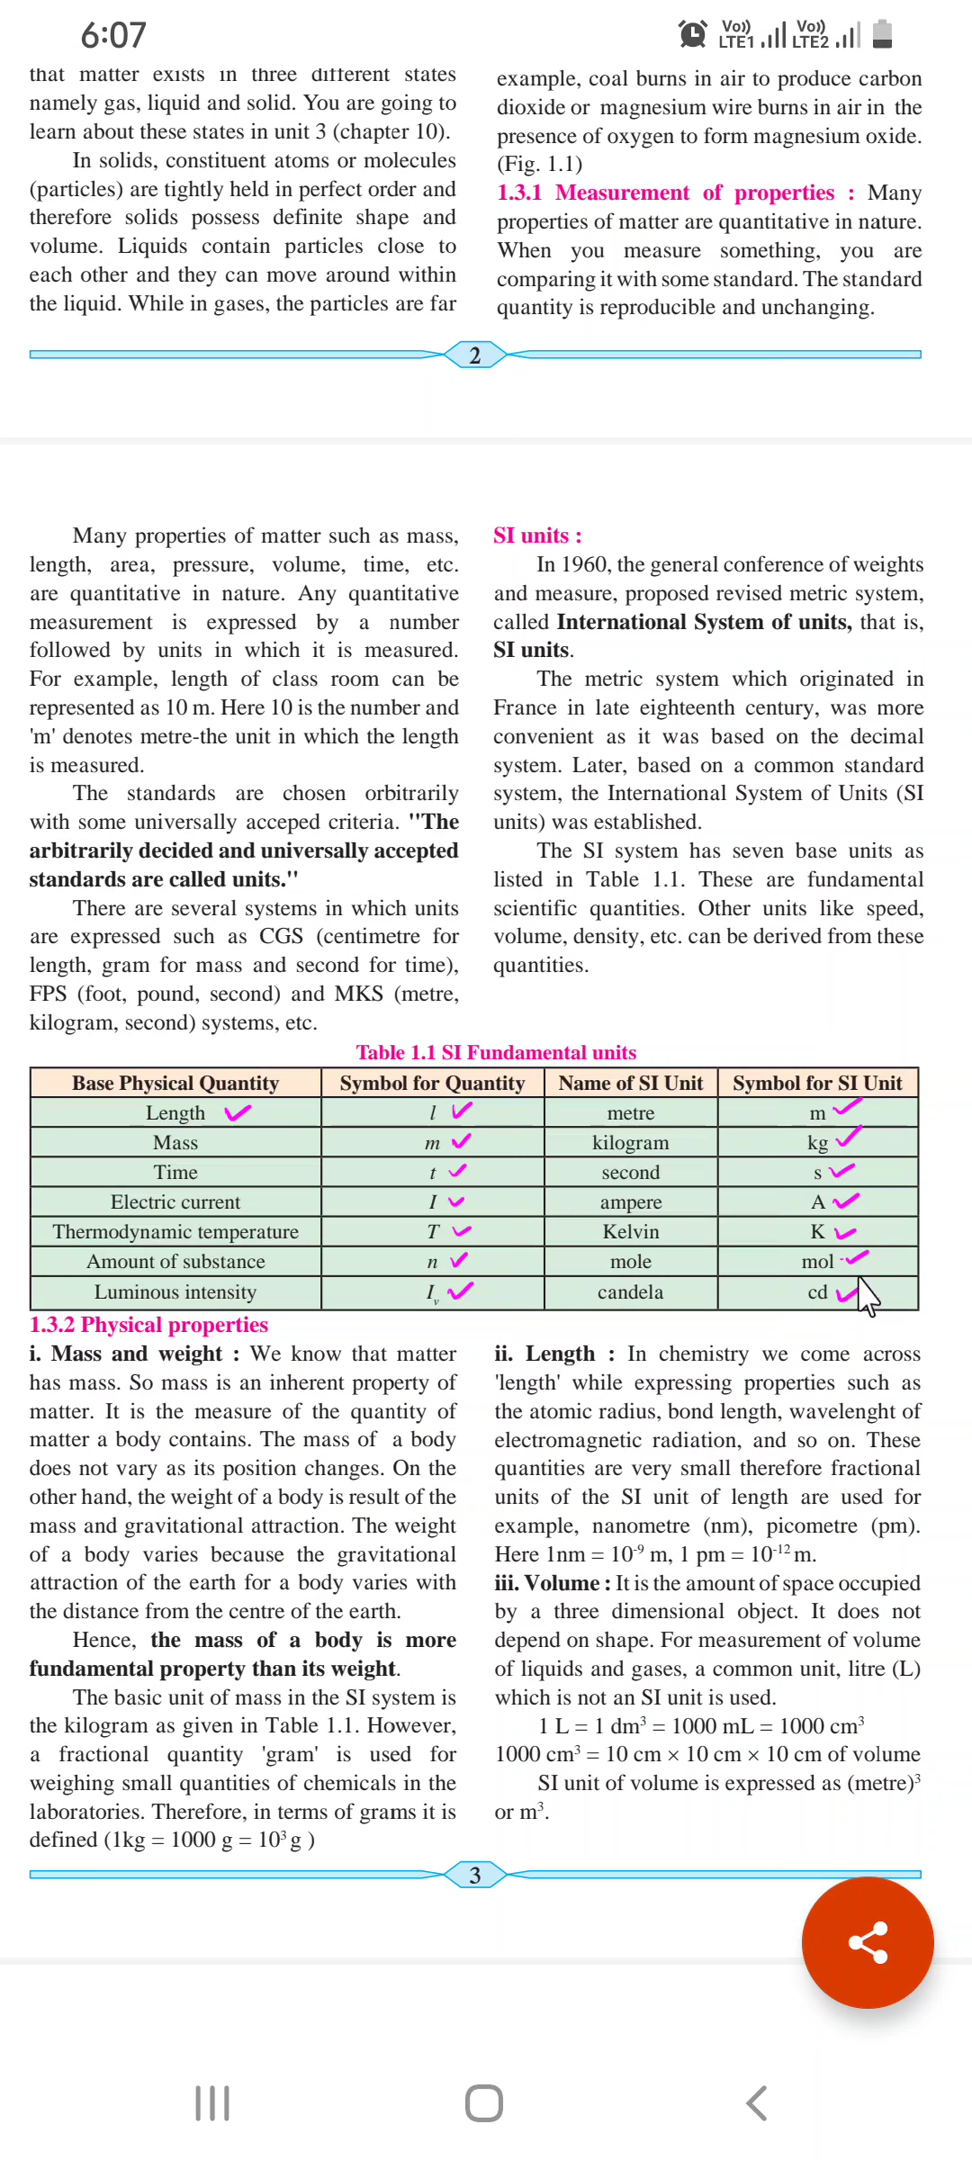 6:07
Vo)) LTE1 Vo)) LTE2
that matter exists in three different states
namely gas, liquid and solid. You are going to
learn about these states in unit 3 (chapter 10).
In solids, constituent atoms or molecules
(particles) are tightly held in perfect order and
therefore solids possess definite shape and
volume. Liquids contain particles close to
each other and they can move around within
the liquid. While in gases, the particles are far
example, coal burns in air to produce carbon
dioxide or magnesium wire burns in air in the
presence of oxygen to form magnesium oxide.
(Fig. 1.1)
1.3.1 Measurement of properties : Many
properties of matter are quantitative in nature.
When you measure something, you are
comparing it with some standard. The standard
quantity is reproducible and unchanging.
2
Many properties of matter such as mass,
length, area, pressure, volume, time, etc.
are quantitative in nature. Any quantitative
measurement is expressed by a number
followed by units in which it is measured.
For example, length of class room can be
represented as 10 m. Here 10 is the number and
'm' denotes metre-the unit in which the length
is measured.
The standards are chosen orbitrarily
with some universally acceped criteria. "The
arbitrarily decided and universally accepted
standards are called units."
There are several systems in which units
are expressed such as CGS (centimetre for
length, gram for mass and second for time),
FPS (foot, pound, second) and MKS (metre,
kilogram, second) systems, etc.
SI units :
In 1960, the general conference of weights
and measure, proposed revised metric system,
called International System of units, that is,
SI units.
The metric system which originated in
France in late eighteenth century, was more
convenient as it was based on the decimal
system. Later, based on a common standard
system, the International System of Units (SI
units) was established.
The SI system has seven base units as
listed in Table 1.1. These are fundamental
scientific quantities. Other units like speed,
volume, density, etc. can be derived from these
quantities.
Table 1.1 SI Fundamental units
Base Physical Quantity Symbol for Quantity Name of SI Unit Symbol for SI Unit
Length l metre m
Mass m kilogram kg
Time t second s
Electric current I ampere A
Thermodynamic temperature T Kelvin K
Amount of substance n mole mol
Luminous intensity Iv candela cd
1.3.2 Physical properties
i. Mass and weight : We know that matter
has mass. So mass is an inherent property of
matter. It is the measure of the quantity of
matter a body contains. The mass of a body
does not vary as its position changes. On the
other hand, the weight of a body is result of the
mass and gravitational attraction. The weight
of a body varies because the gravitational
attraction of the earth for a body varies with
the distance from the centre of the earth.
Hence, the mass of a body is more
fundamental property than its weight.
The basic unit of mass in the SI system is
the kilogram as given in Table 1.1. However,
a fractional quantity 'gram' is used for
weighing small quantities of chemicals in the
laboratories. Therefore, in terms of grams it is
defined (1kg = 1000 g = 10³ g )
ii. Length : In chemistry we come across
'length' while expressing properties such as
the atomic radius, bond length, wavelenght of
electromagnetic radiation, and so on. These
quantities are very small therefore fractional
units of the SI unit of length are used for
example, nanometre (nm), picometre (pm).
Here 1nm = 10⁻⁹ m, 1 pm = 10⁻¹² m.
iii. Volume : It is the amount of space occupied
by a three dimensional object. It does not
depend on shape. For measurement of volume
of liquids and gases, a common unit, litre (L)
which is not an SI unit is used.
1 L = 1 dm³ = 1000 mL = 1000 cm³
1000 cm³ = 10 cm × 10 cm × 10 cm of volume
SI unit of volume is expressed as (metre)³
or m³.
3